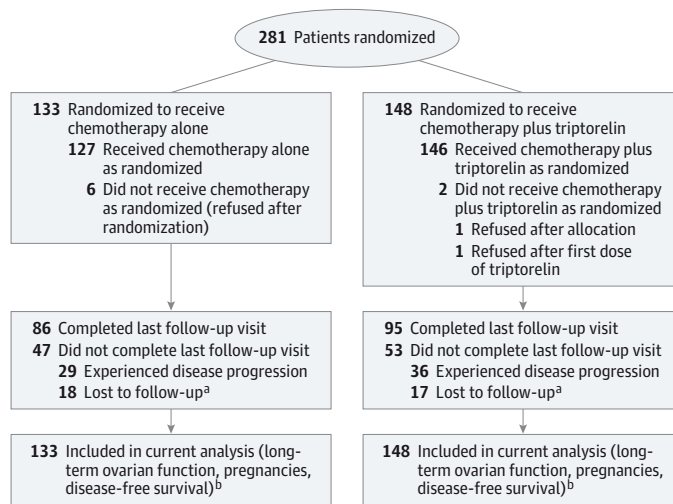 281 Patients randomized
133 Randomized to receive
chemotherapy alone
127 Received chemotherapy alone
as randomized
6 Did not receive chemotherapy
as randomized (refused after
randomization)
148 Randomized to receive
chemotherapy plus triptorelin
146 Received chemotherapy plus
triptorelin as randomized
2 Did not receive chemotherapy
plus triptorelin as randomized
1 Refused after allocation
1 Refused after first dose
of triptorelin
86 Completed last follow-up visit
47 Did not complete last follow-up visit
29 Experienced disease progression
18 Lost to follow-upa
95 Completed last follow-up visit
53 Did not complete last follow-up visit
36 Experienced disease progression
17 Lost to follow-upa
133 Included in current analysis (long-
term ovarian function, pregnancies,
disease-free survival)b
148 Included in current analysis (long-
term ovarian function, pregnancies,
disease-free survival)b